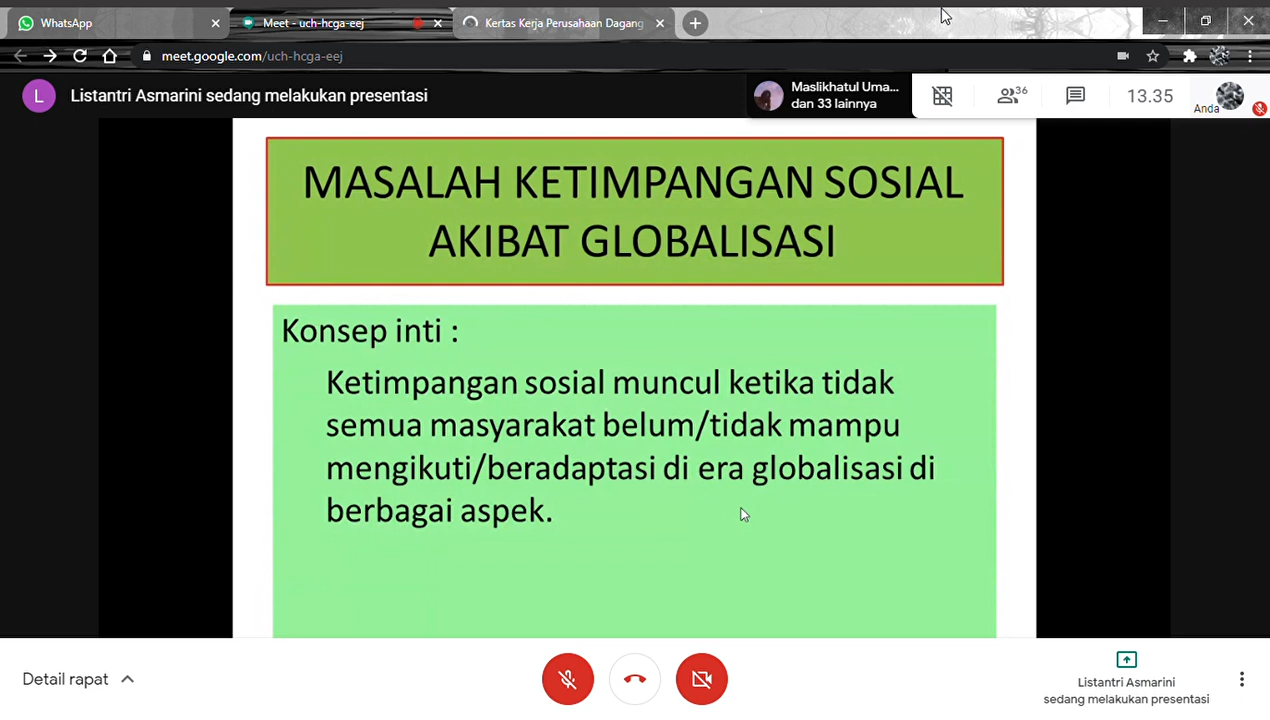 WhatsApp
Meet - uch-hcga-eej
Kertas Kerja Perusahaan Dagang
meet.google.com/uch-hcga-eej
L
Listantri Asmarini sedang melakukan presentasi
Maslikhatul Uma...
dan 33 lainnya
36
13.35
Anda
MASALAH KETIMPANGAN SOSIAL
AKIBAT GLOBALISASI
Konsep inti :
Ketimpangan sosial muncul ketika tidak
semua masyarakat belum/tidak mampu
mengikuti/beradaptasi di era globalisasi di
berbagai aspek.
Detail rapat
Listantri Asmarini
sedang melakukan presentasi